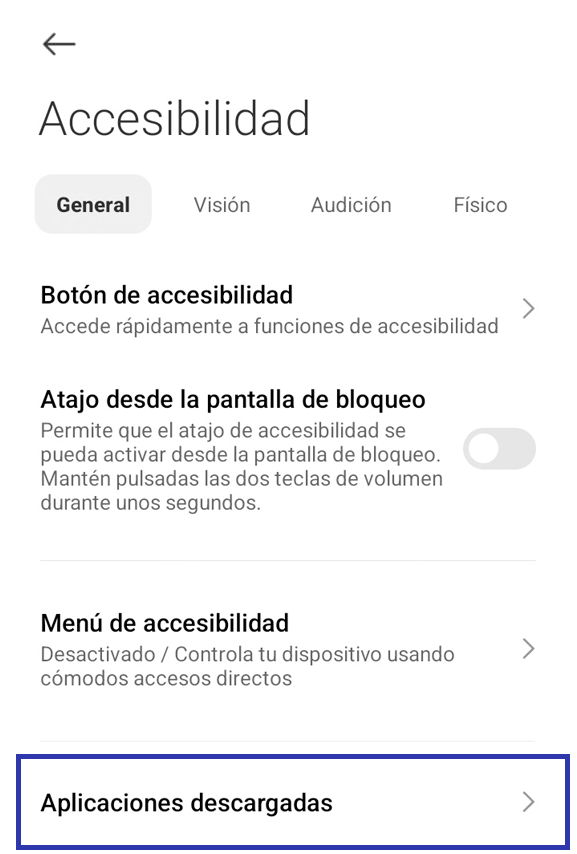 Accesibilidad
General Visión Audición Físico
Botón de accesibilidad
Accede rápidamente a funciones de accesibilidad
Atajo desde la pantalla de bloqueo
Permite que el atajo de accesibilidad se
pueda activar desde la pantalla de bloqueo.
Mantén pulsadas las dos teclas de volumen
durante unos segundos.
Menú de accesibilidad
Desactivado / Controla tu dispositivo usando
cómodos accesos directos
Aplicaciones descargadas